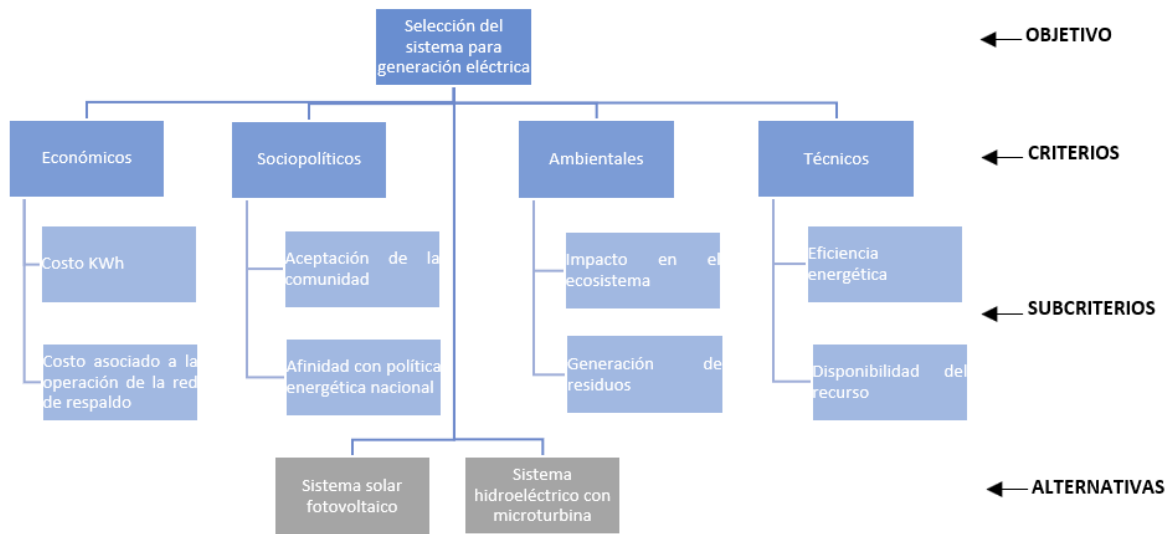 Selección del
sistema para
generación eléctrica
OBJETIVO
Económicos
Sociopolíticos
Ambientales
Técnicos
CRITERIOS
Costo KWh
Aceptación de la
comunidad
Impacto en el
ecosistema
Eficiencia
energética
SUBCRITERIOS
Costo asociado a la
operación de la red
de respaldo
Afinidad con política
energética nacional
Generación de
residuos
Disponibilidad del
recurso
Sistema solar
fotovoltaico
Sistema
hidroeléctrico con
microturbina
ALTERNATIVAS